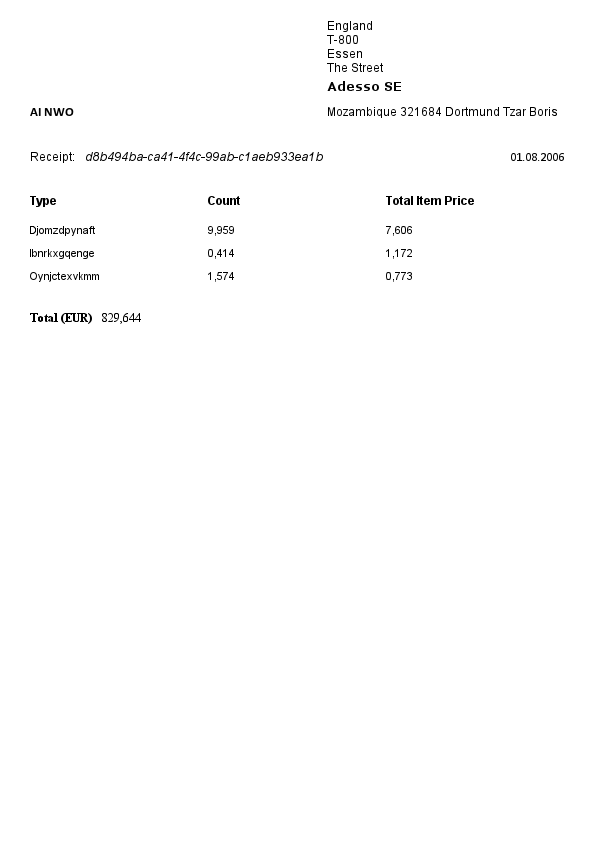 England
T-800
Essen
The Street
Adesso SE
AI NWO Mozambique 321684 Dortmund Tzar Boris
Receipt: d8b494ba-ca41-4f4c-99ab-c1aeb933ea1b 01.08.2006
Type Count Total Item Price
Djomzdpynaft 9,959 7,606
Ibnrkxgqenge 0,414 1,172
Oynjctexvkmm 1,574 0,773
Total (EUR) 829,644